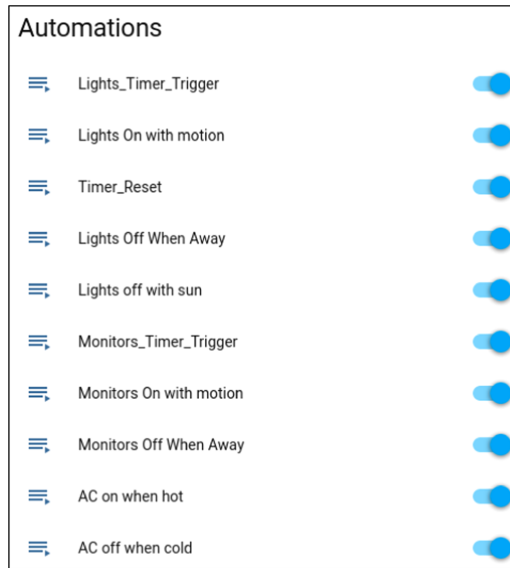 Automations
Lights_Timer_Trigger
Lights On with motion
Timer_Reset
Lights Off When Away
Lights off with sun
Monitors_Timer_Trigger
Monitors On with motion
Monitors Off When Away
AC on when hot
AC off when cold